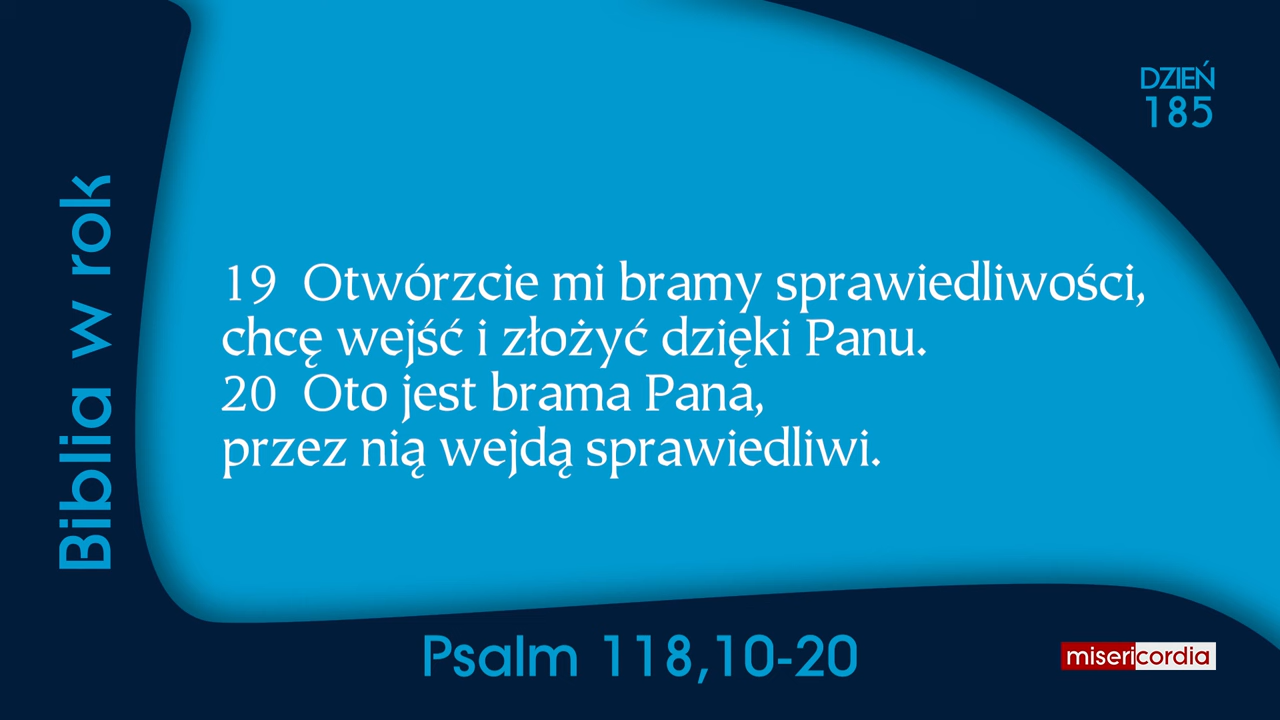 DZIEŃ
185
Biblia w rok
19 Otwórzcie mi bramy sprawiedliwości,
chcę wejść i złożyć dzięki Panu.
20 Oto jest brama Pana,
przez nią wejdą sprawiedliwi.
Psalm 118,10-20
misericordia